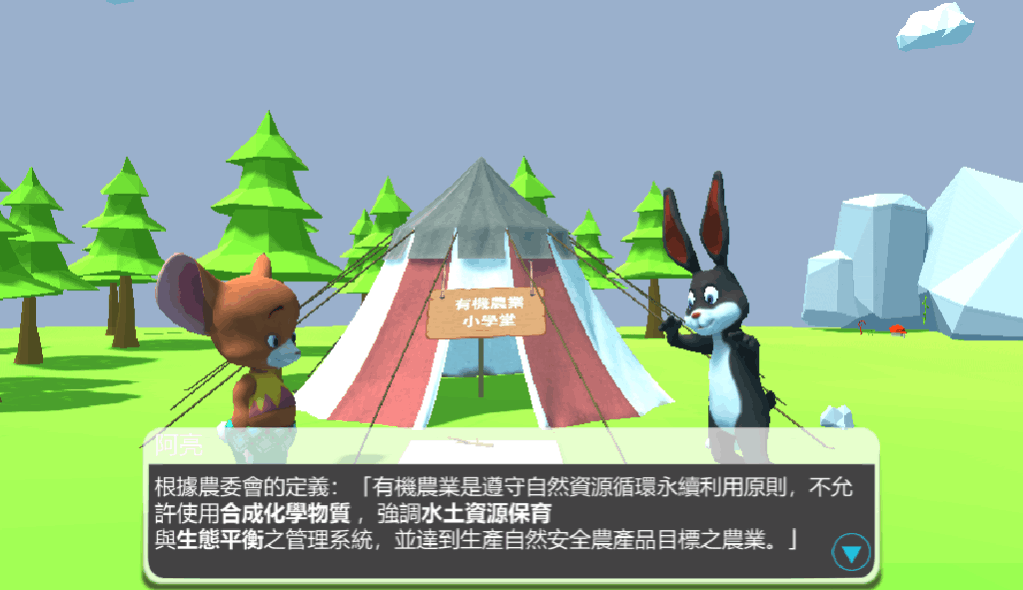 有機農業
小學堂
阿亮
根據農委會的定義：「有機農業是遵守自然資源循環永續利用原則，不允
許使用合成化學物質 ，強調水土資源保育
與生態平衡之管理系統，並達到生產自然安全農產品目標之農業。」